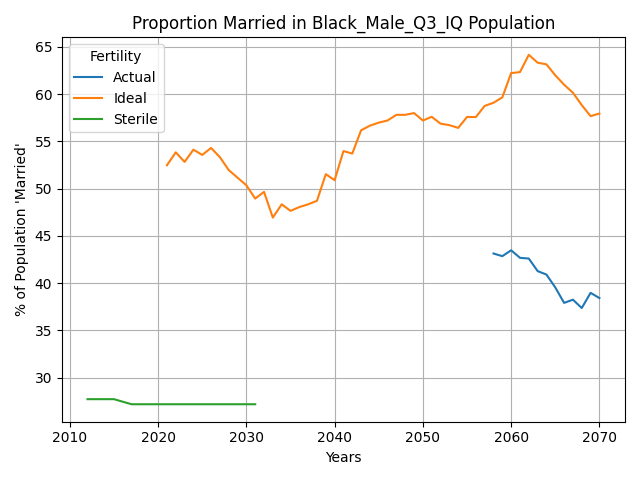 Proportion Married in Black_Male_Q3_IQ Population
Fertility
Actual
Ideal
Sterile
% of Population 'Married'
65
60
55
50
45
40
35
30
2010 2020 2030 2040 2050 2060 2070
Years